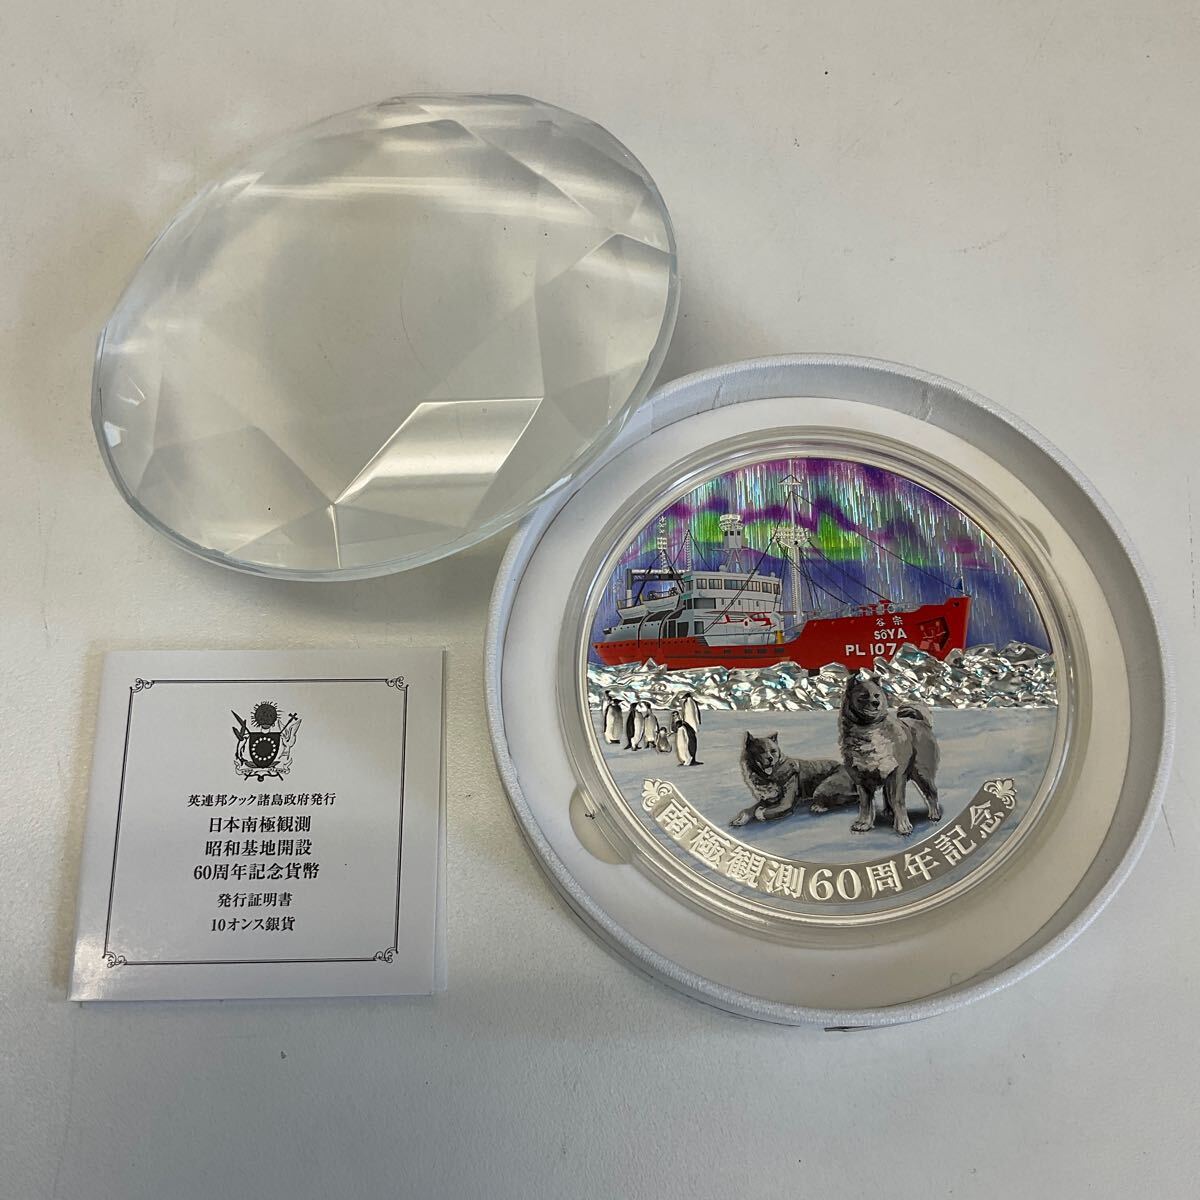 英連邦クック諸島政府発行
日本南極観測
昭和基地開設
60周年記念貨幣
発行証明書
10オンス銀貨
谷宗
SōYA
PL 107
南極観測60周年記念